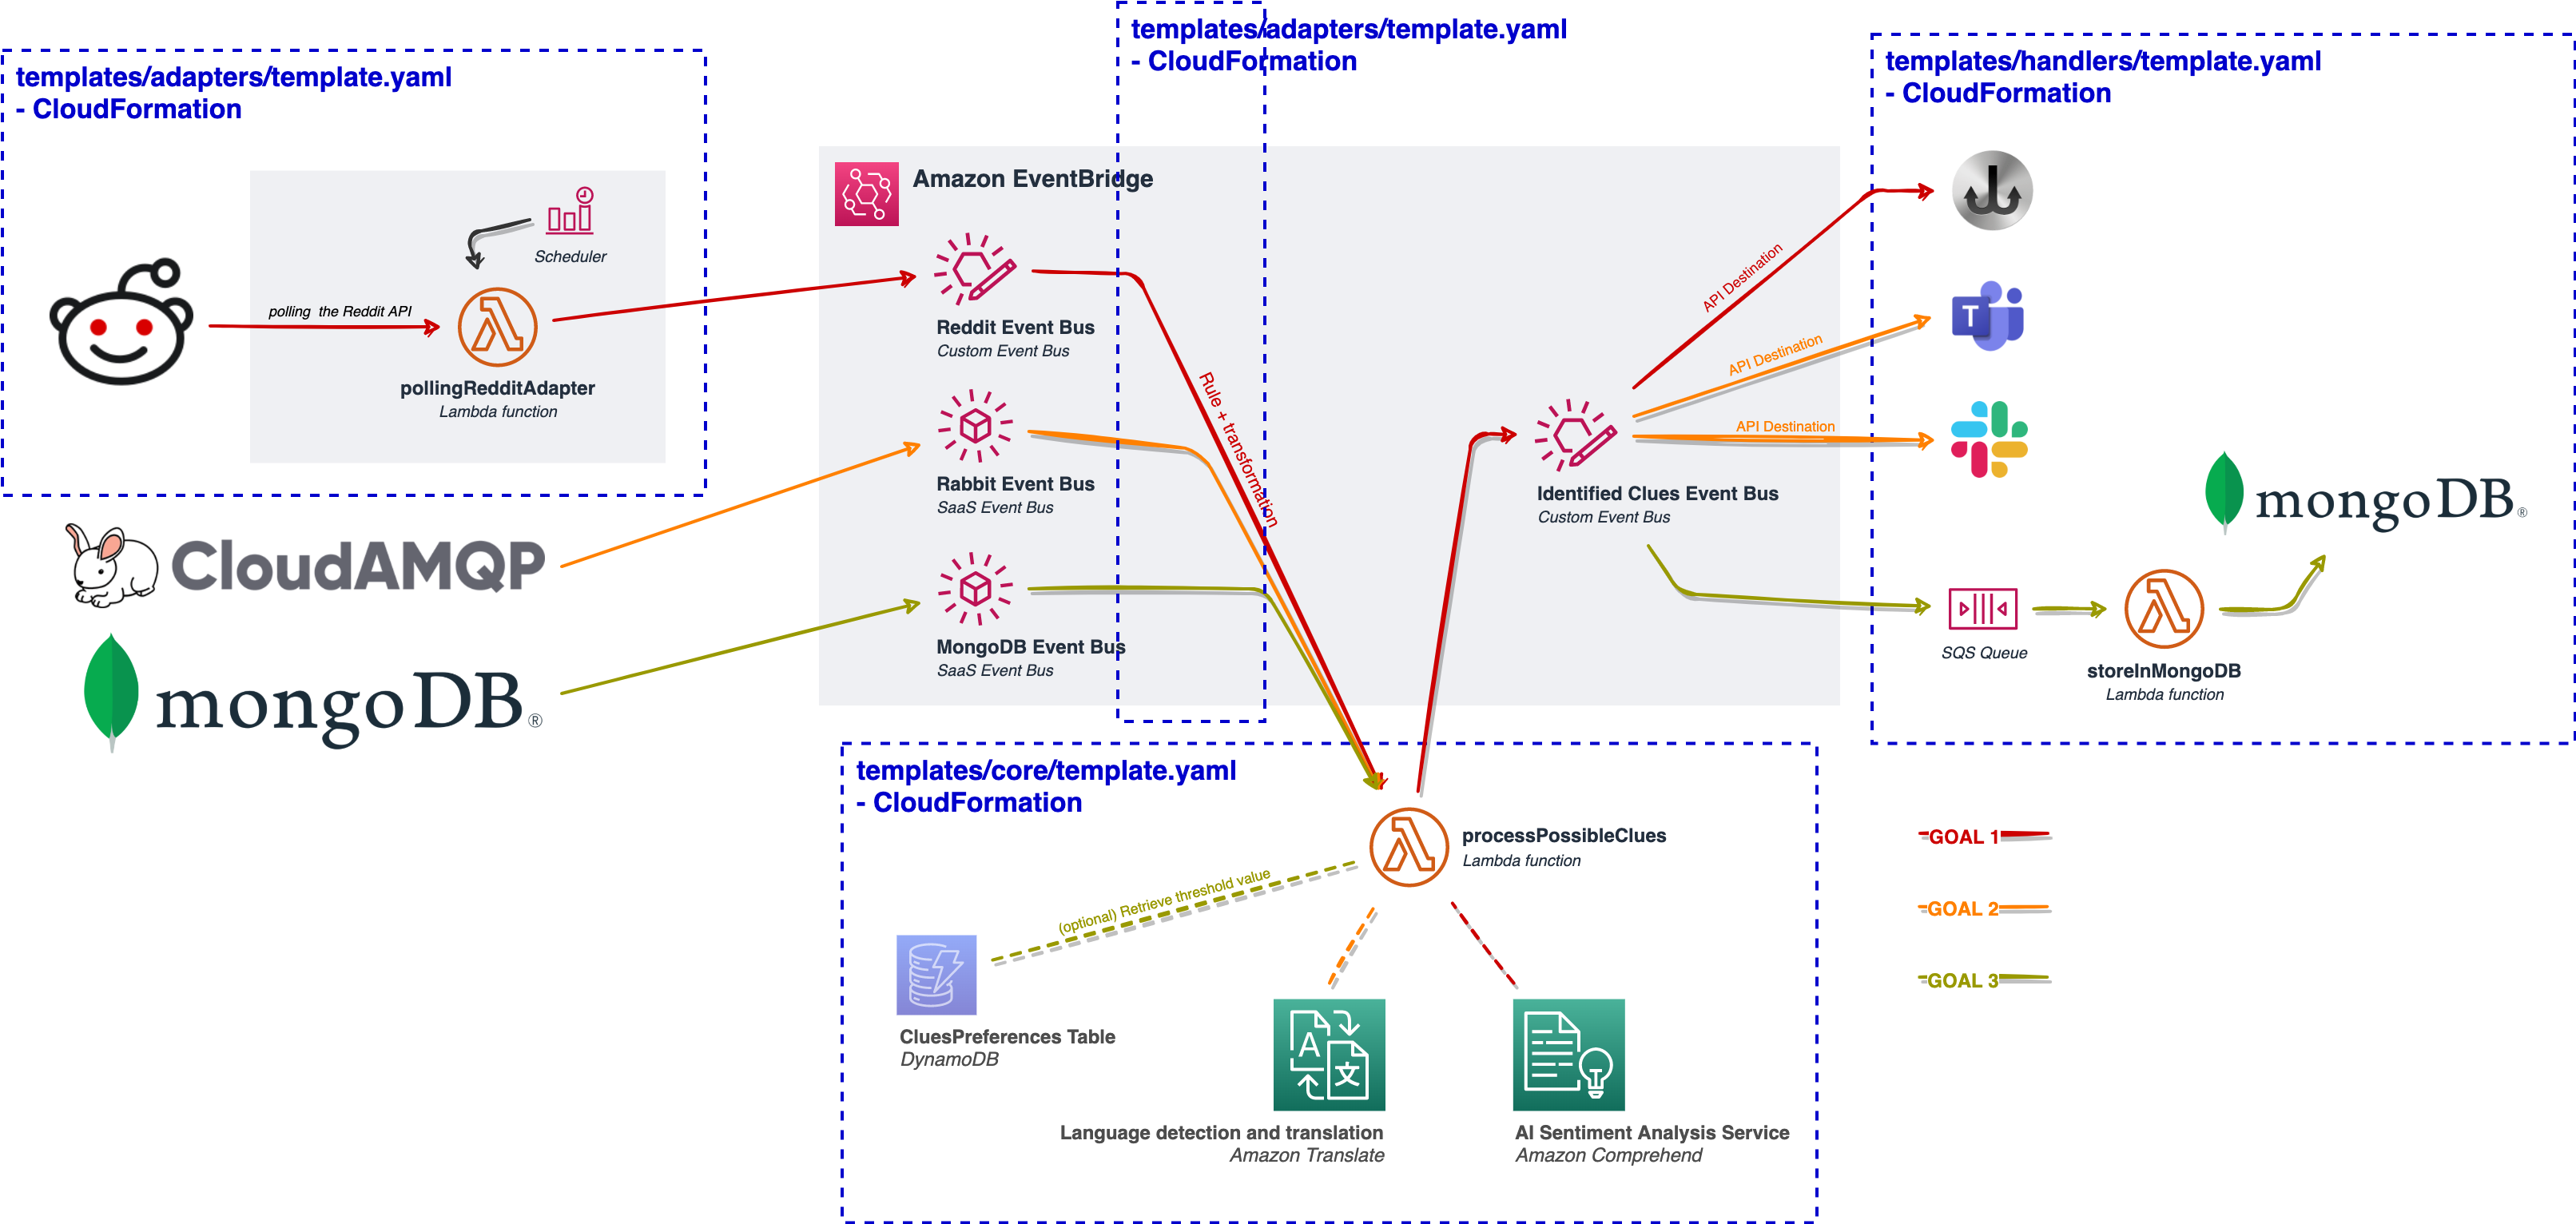 templates/adapters/template.yaml
- CloudFormation
Scheduler
polling the Reddit API
pollingRedditAdapter
Lambda function
CloudAMQP
mongoDB®
templates/adapters/template.yaml
- CloudFormation
Amazon EventBridge
Reddit Event Bus
Custom Event Bus
Rabbit Event Bus
SaaS Event Bus
MongoDB Event Bus
SaaS Event Bus
Rule + transformation
Identified Clues Event Bus
Custom Event Bus
API Destination
API Destination
API Destination
templates/handlers/template.yaml
- CloudFormation
T
mongoDB®
SQS Queue
storeInMongoDB
Lambda function
templates/core/template.yaml
- CloudFormation
processPossibleClues
Lambda function
(optional) Retrieve threshold value
CluesPreferences Table
DynamoDB
A
文
Language detection and translation
Amazon Translate
AI Sentiment Analysis Service
Amazon Comprehend
GOAL 1
GOAL 2
GOAL 3